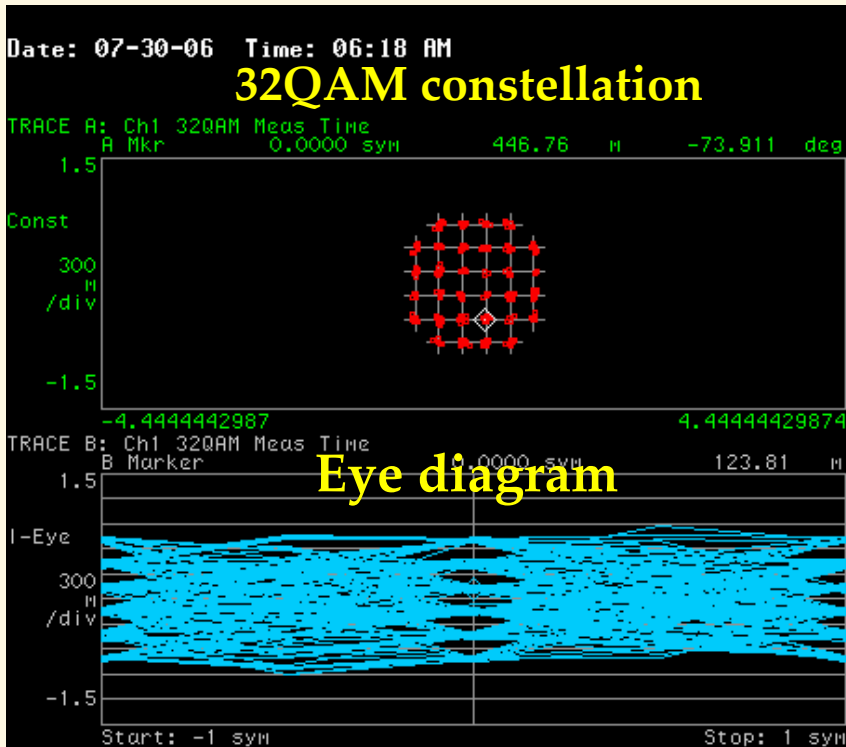 Date: 07-30-06 Time: 06:18 AM
32QAM constellation
TRACE A: Ch1 32QAM Meas Time
A Mkr 0.0000 sym 446.76 m -73.911 deg
1.5
Const
300
m
/div
-1.5
-4.4444442987 4.44444429874
TRACE B: Ch1 32QAM Meas Time
B Marker 0.0000 sym 123.81 m
Eye diagram
1.5
I-Eye
300
m
/div
-1.5
Start: -1 sym Stop: 1 sym